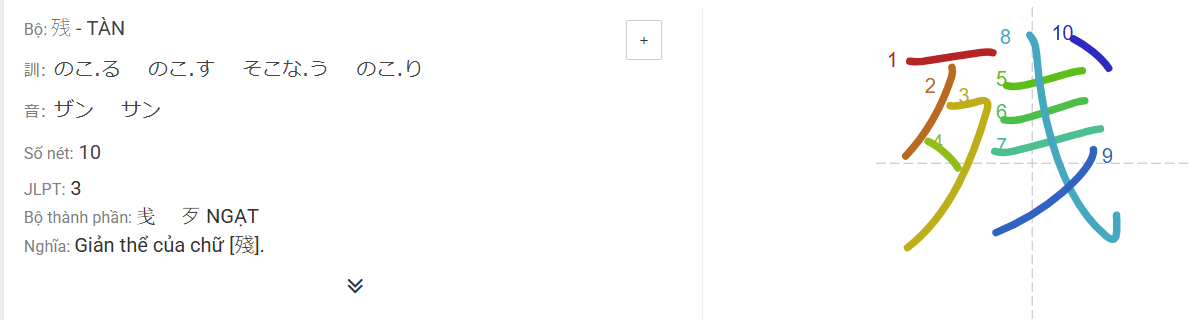 Bộ: 残 - TÀN
+
訓: のこ.る のこ.す そこな.う のこ.り
音: ザン サン
Số nét: 10
JLPT: 3
Bộ thành phần: 戋 歹 NGẠT
Nghĩa: Giản thể của chữ [殘].
残
1
2
3
4
5
6
7
8
9
10